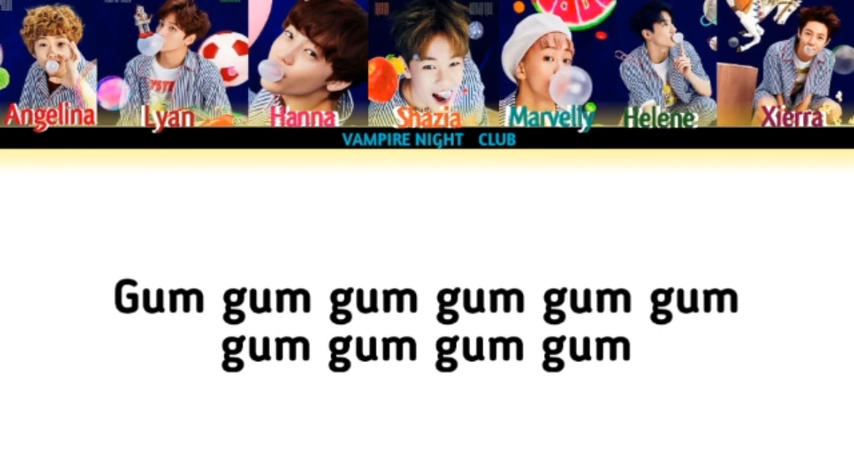 Angelina Lyan Hanna Shazia Marvelly Helene Xierra
VAMPIRE NIGHT CLUB
Gum gum gum gum gum gum
gum gum gum gum